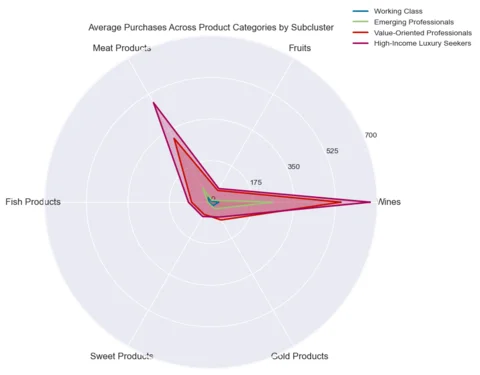 Working Class
Emerging Professionals
Value-Oriented Professionals
High-Income Luxury Seekers
Average Purchases Across Product Categories by Subcluster
Meat Products
Fruits
700
525
350
175
0
Fish Products
Wines
Sweet Products
Gold Products